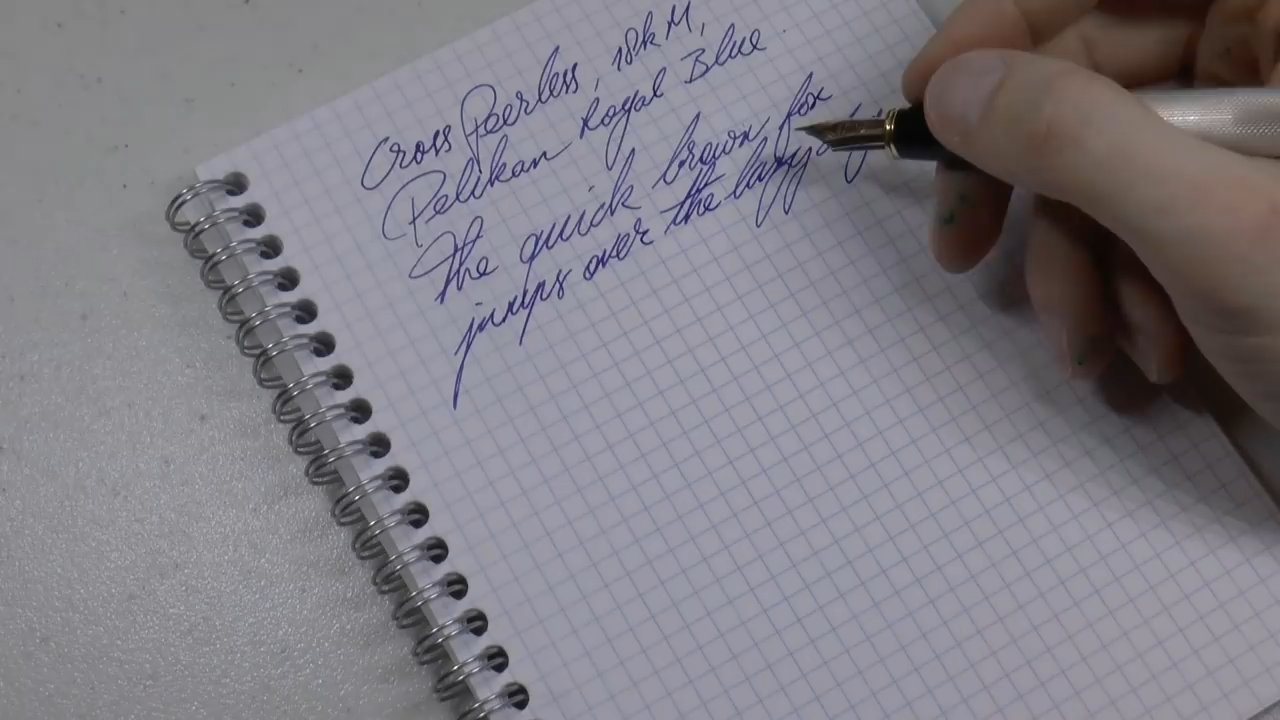 Cross Peerless, 18k M,
Pelikan Royal Blue.
The quick brown fox
jumps over the lazy